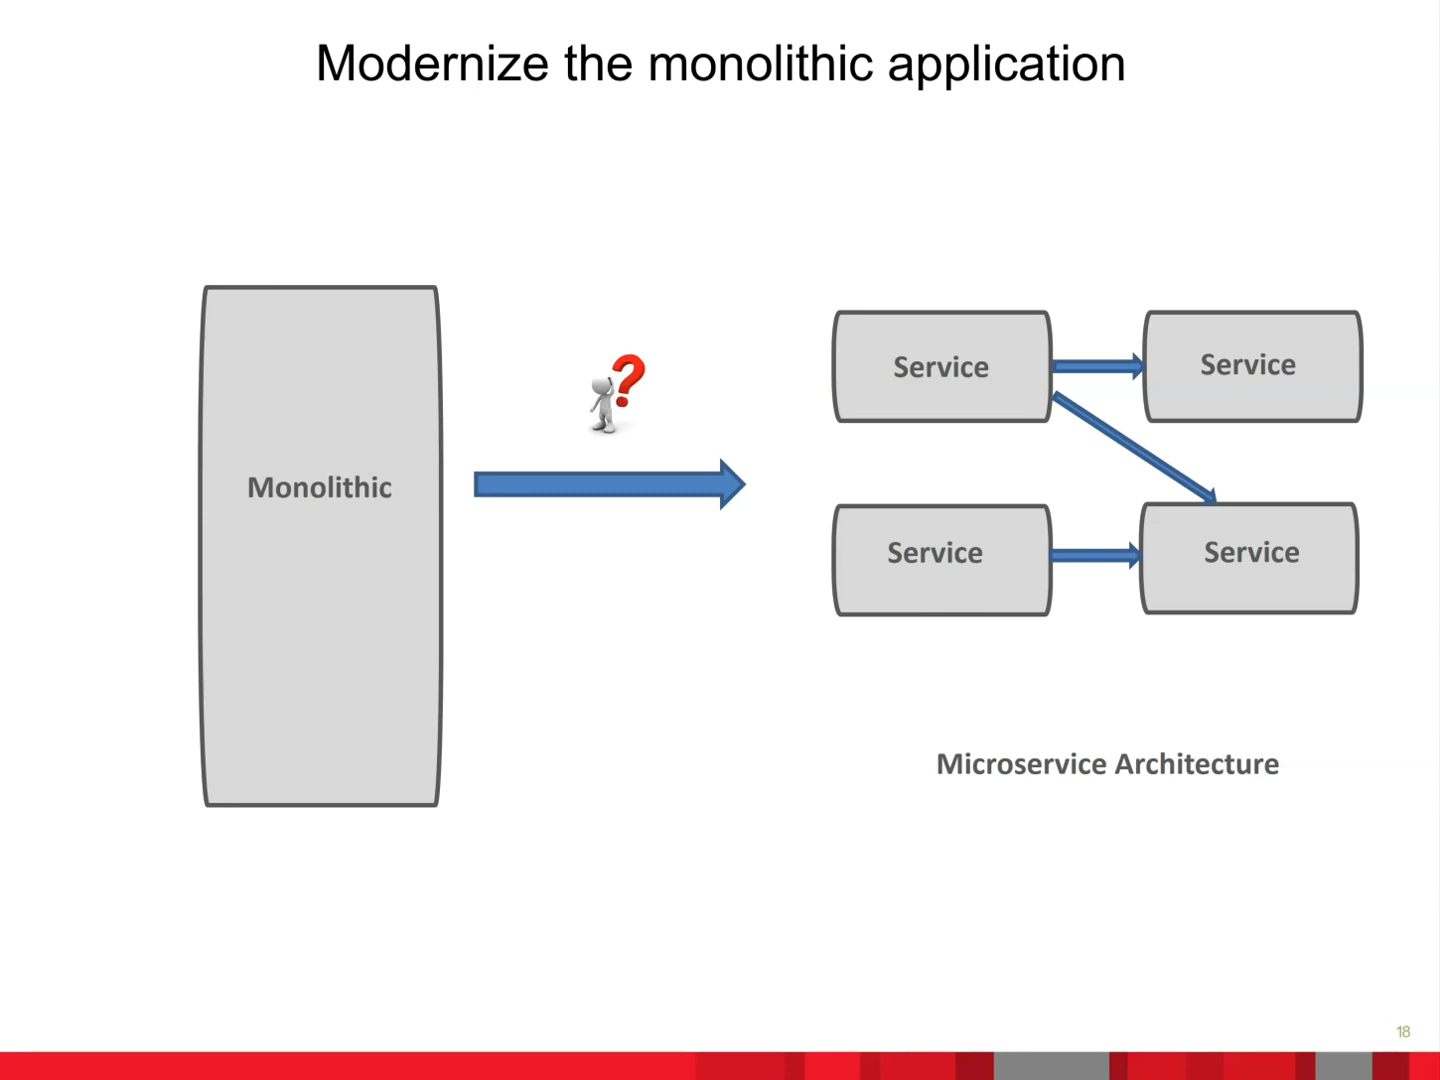 Modernize the monolithic application
Monolithic
?
Service
Service
Service
Service
Microservice Architecture
18